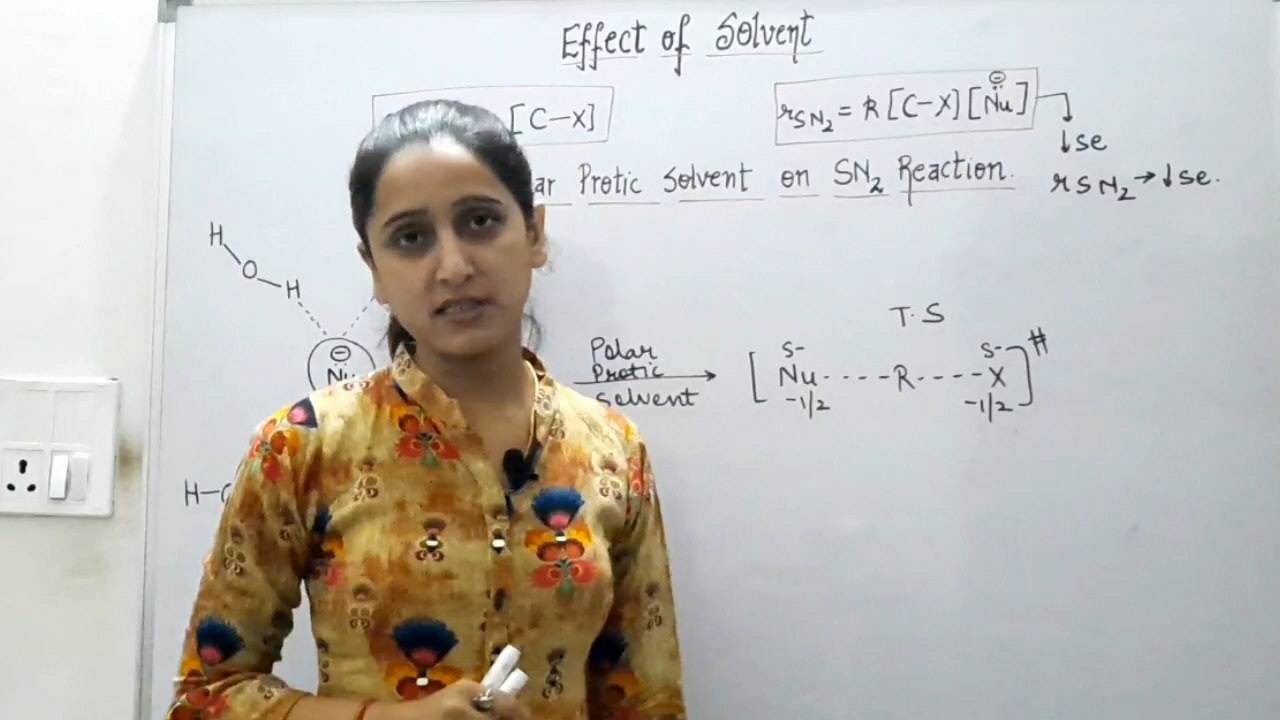 Effect of Solvent
[C-X]
rSN₂ = k [C-X] [Nu⊖]
↓se
ar Protic Solvent on SN₂ Reaction.
rSN₂ → ↓se.
H
O
H
⊖
Nu
Polar
Protic
Solvent
T.S
[ Nu----R----X ]#
δ- δ-
-1/2 -1/2
H-